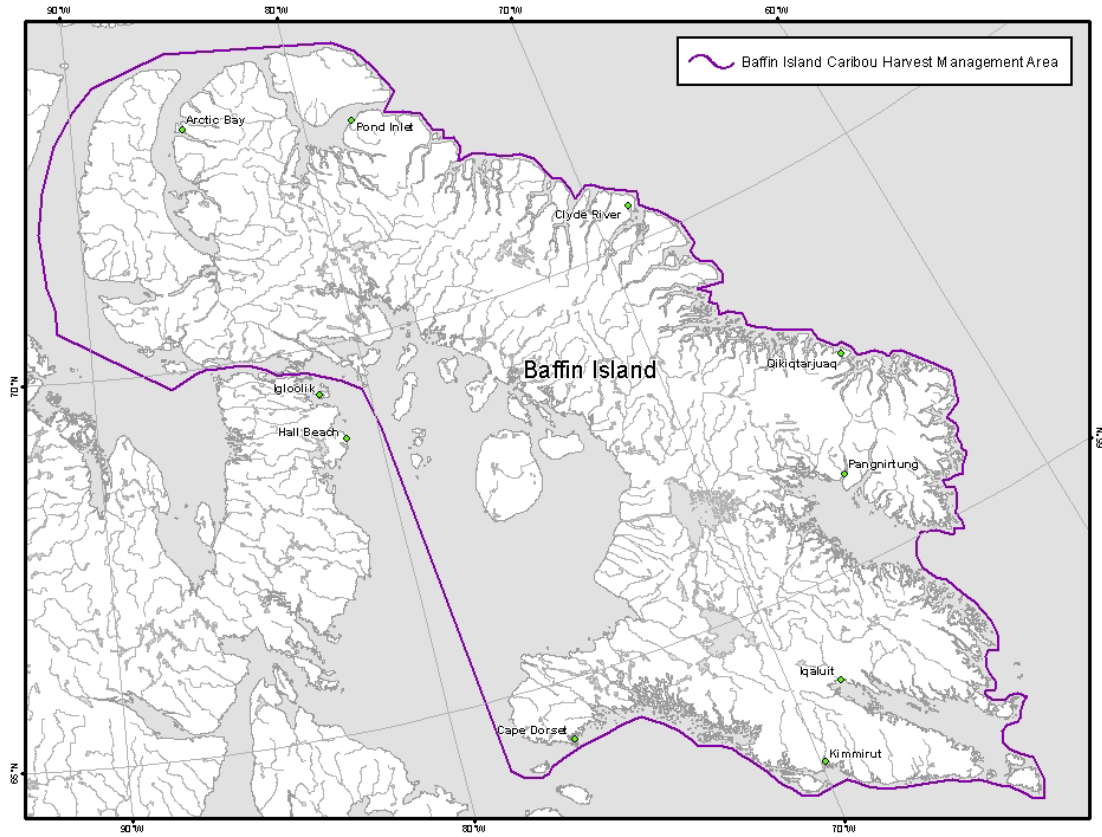 90°W
80°W
70°W
60°W
Baffin Island Caribou Harvest Management Area
Arctic Bay
Pond Inlet
Clyde River
Qikiqtarjuaq
Baffin Island
70°N
Igloolik
Hall Beach
65°N
Pangnirtung
Iqaluit
Cape Dorset
Kimmirut
65°N
90°W
80°W
70°W